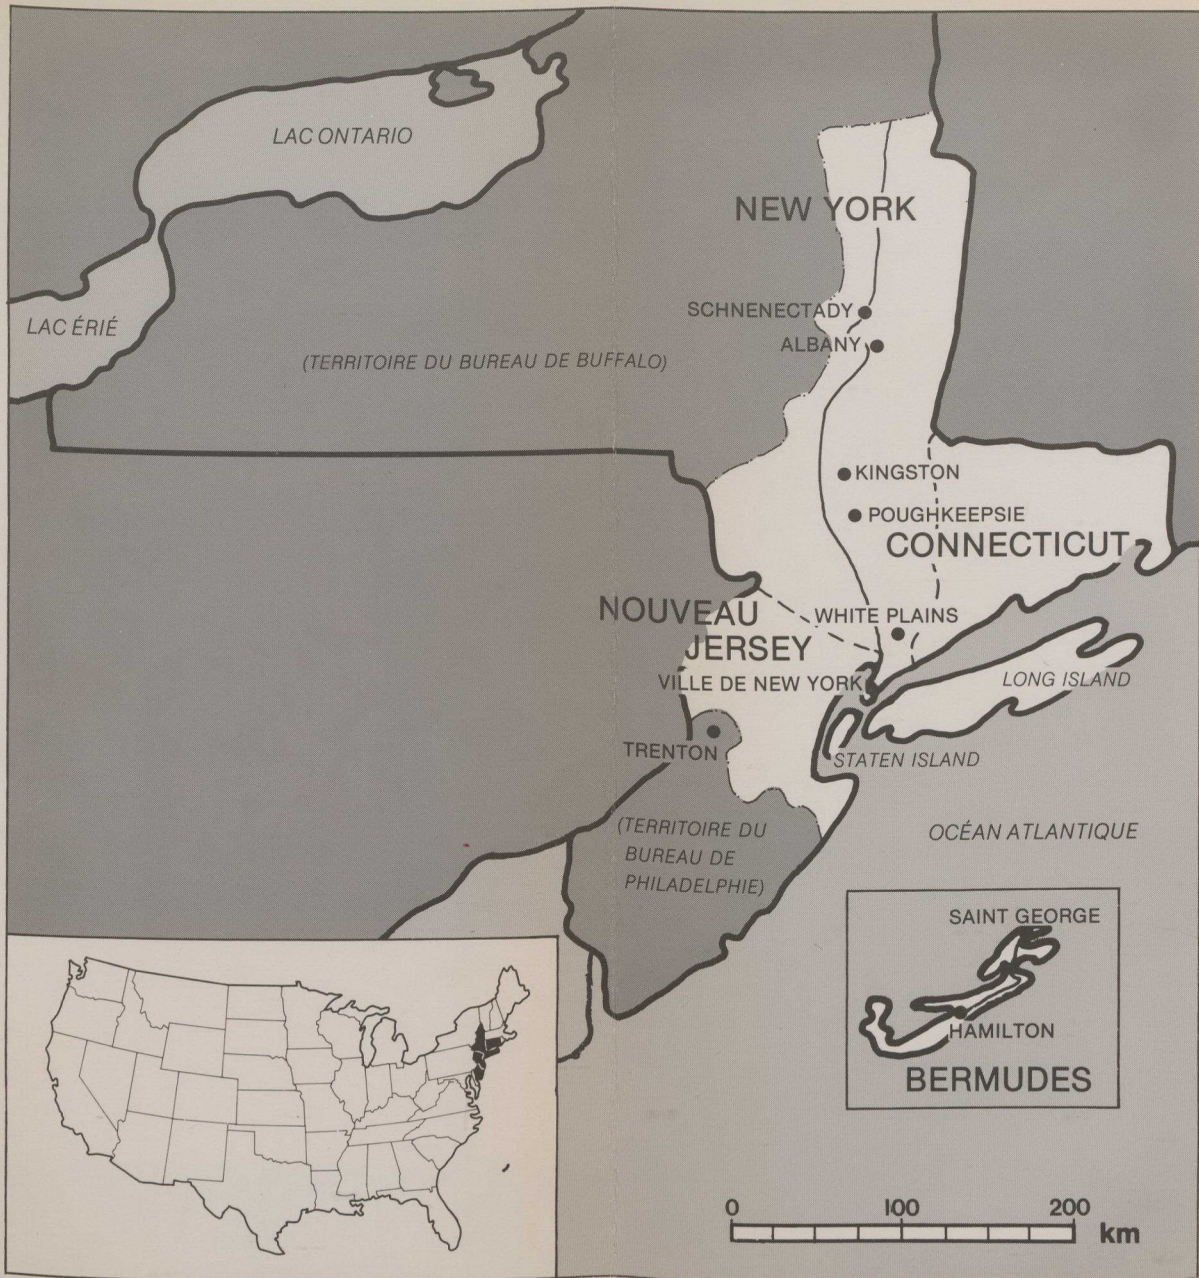 LAC ONTARIO
NEW YORK
SCHNENECTADY
LAC ÉRIÉ
ALBANY
(TERRITOIRE DU BUREAU DE BUFFALO)
KINGSTON
POUGHKEEPSIE
CONNECTICUT
NOUVEAU
JERSEY
WHITE PLAINS
VILLE DE NEW YORK
LONG ISLAND
TRENTON
STATEN ISLAND
(TERRITOIRE DU
BUREAU DE
PHILADELPHIE)
OCÉAN ATLANTIQUE
SAINT GEORGE
HAMILTON
BERMUDES
0 100 200
km